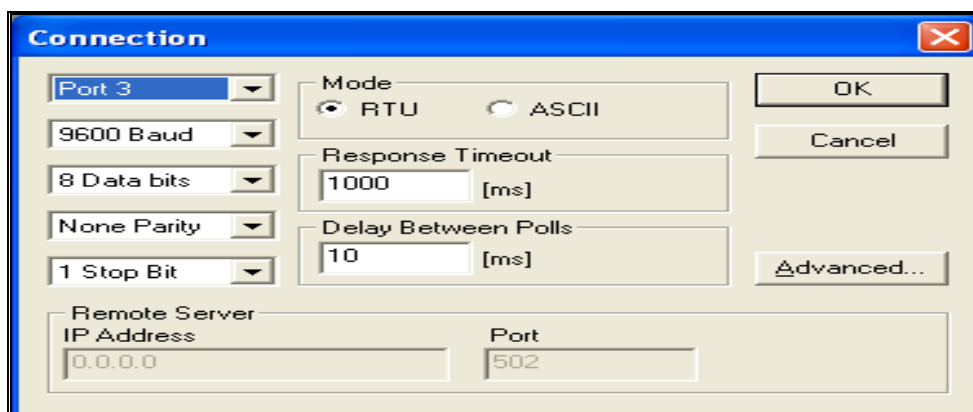 Connection
Port 3
9600 Baud
8 Data bits
None Parity
1 Stop Bit
Mode
RTU ASCII
Response Timeout
1000 [ms]
Delay Between Polls
10 [ms]
OK
Cancel
Advanced...
Remote Server
IP Address Port
0.0.0.0 502